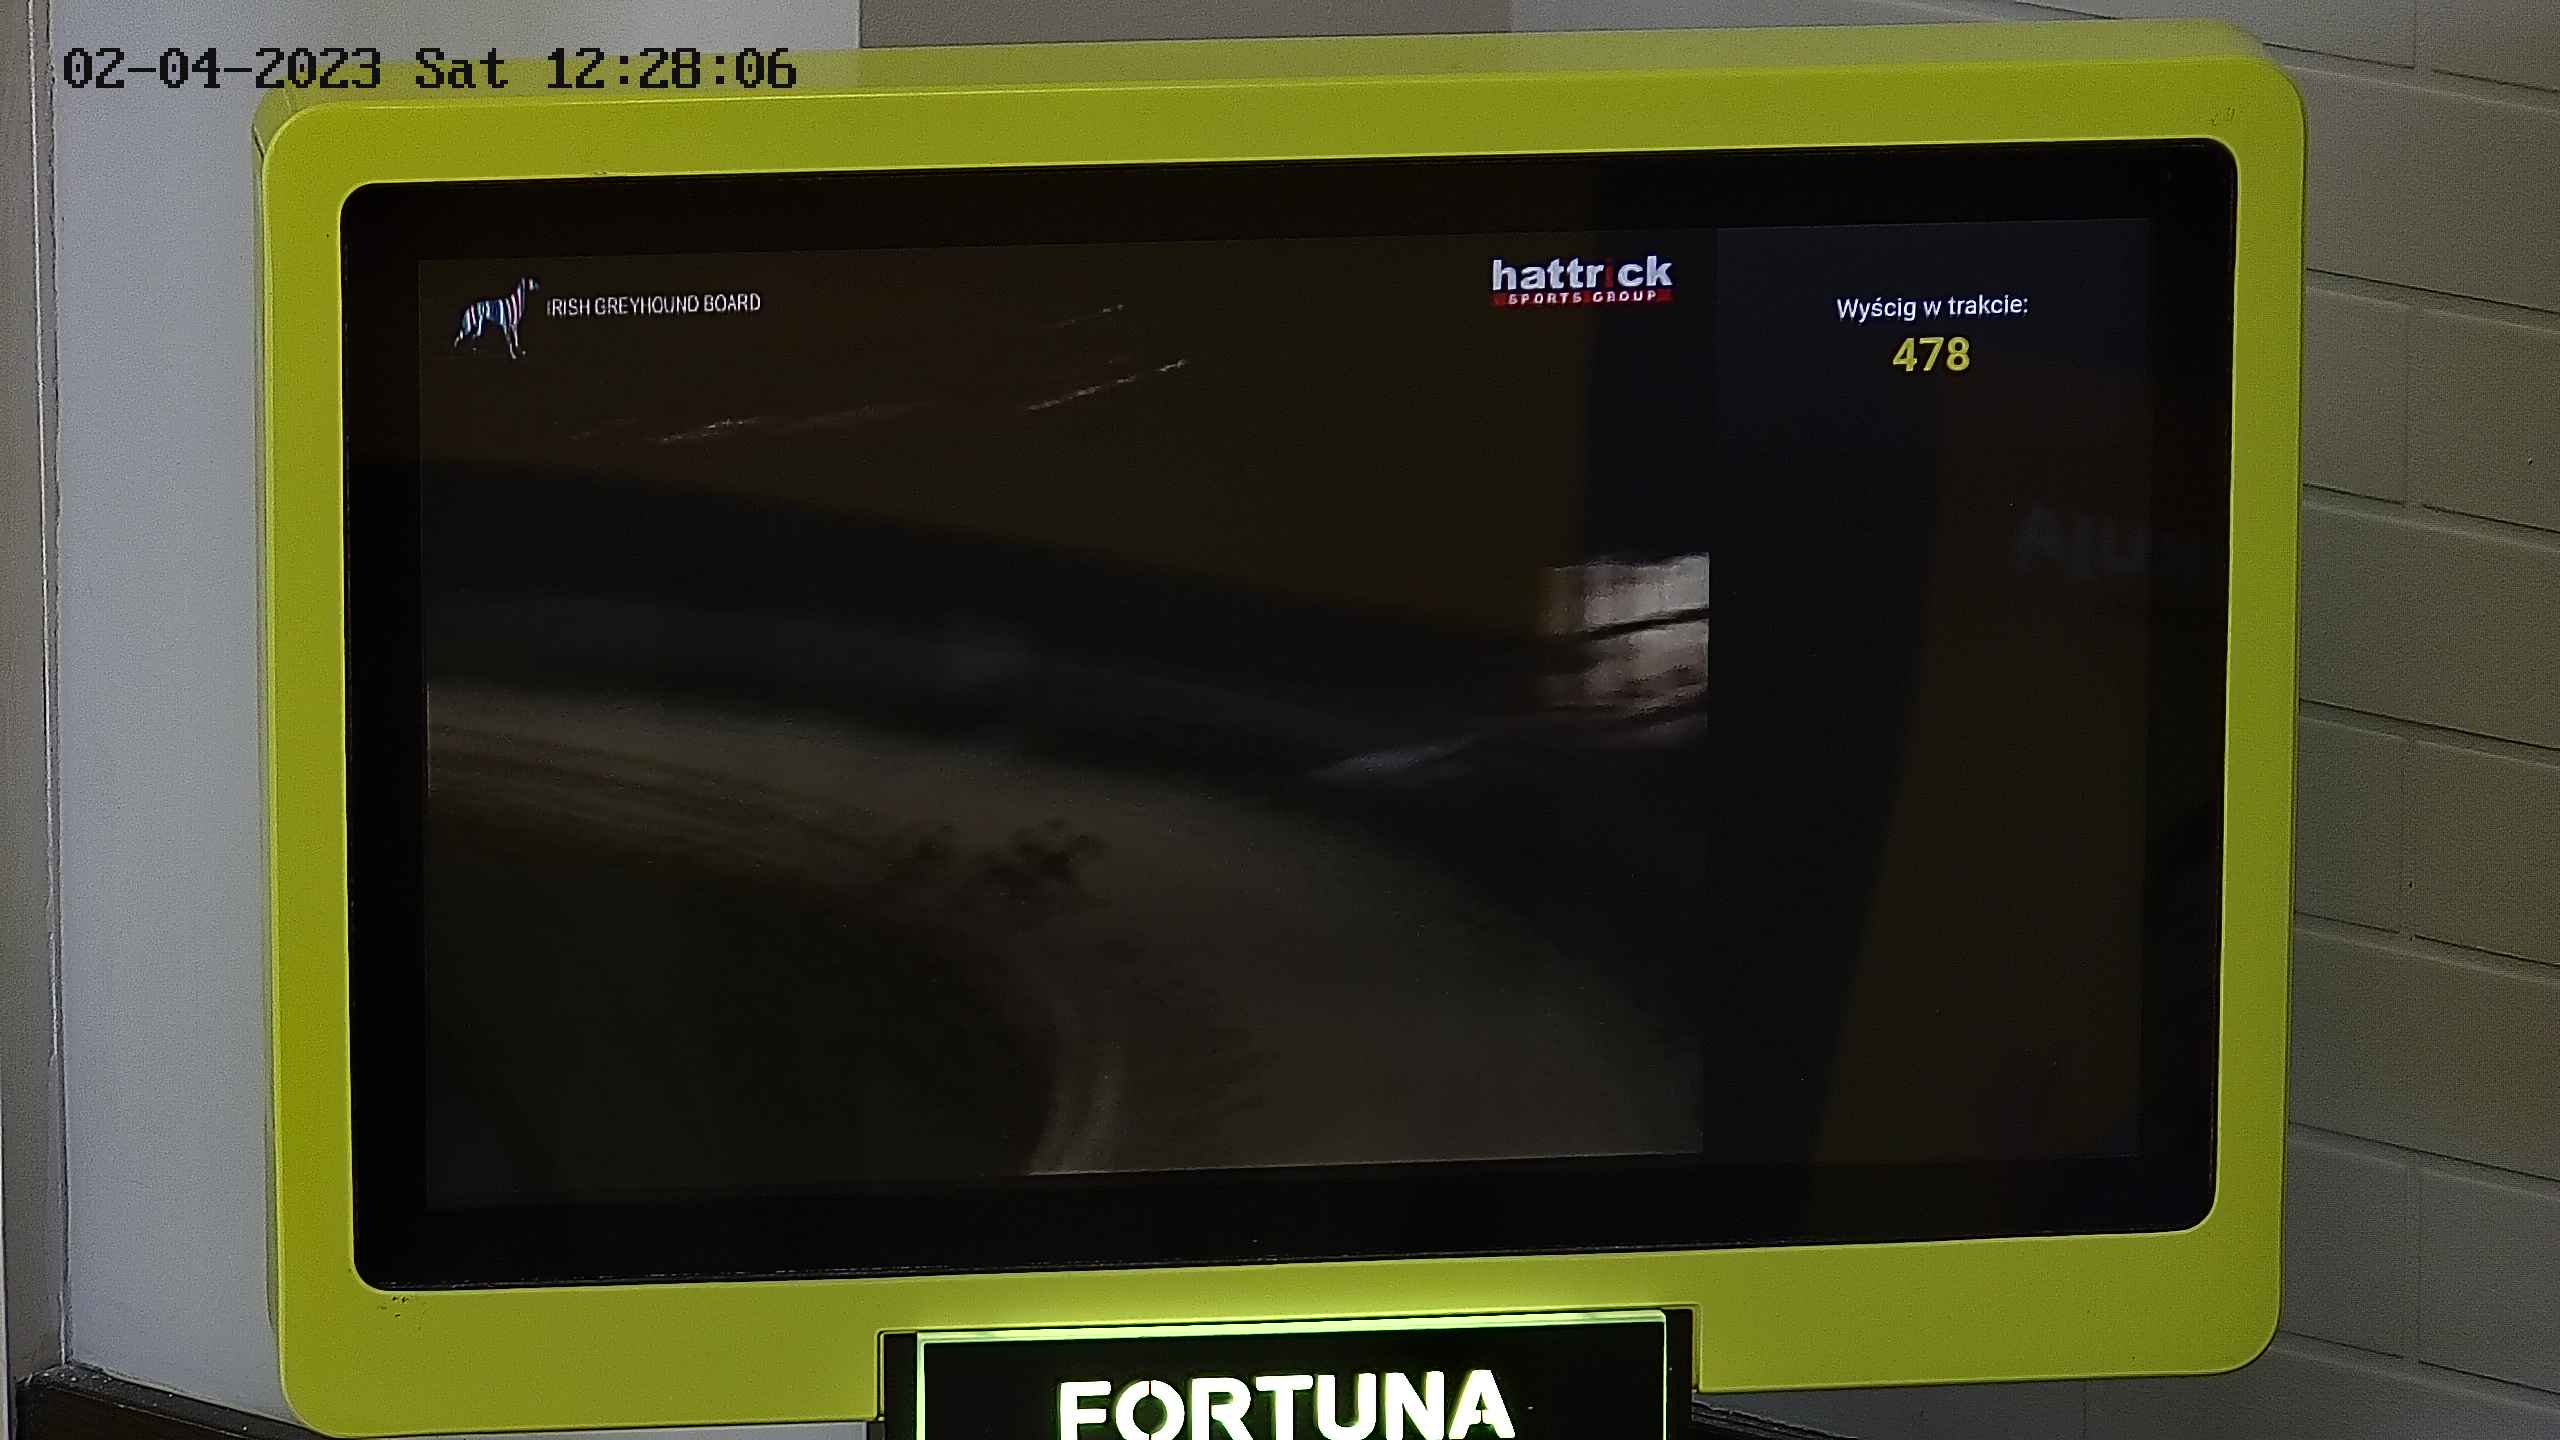 02-04-2023 Sat 12:28:06
IRISH GREYHOUND BOARD
hattrick
SPORTS GROUP
Wyścig w trakcie:
478
FORTUNA